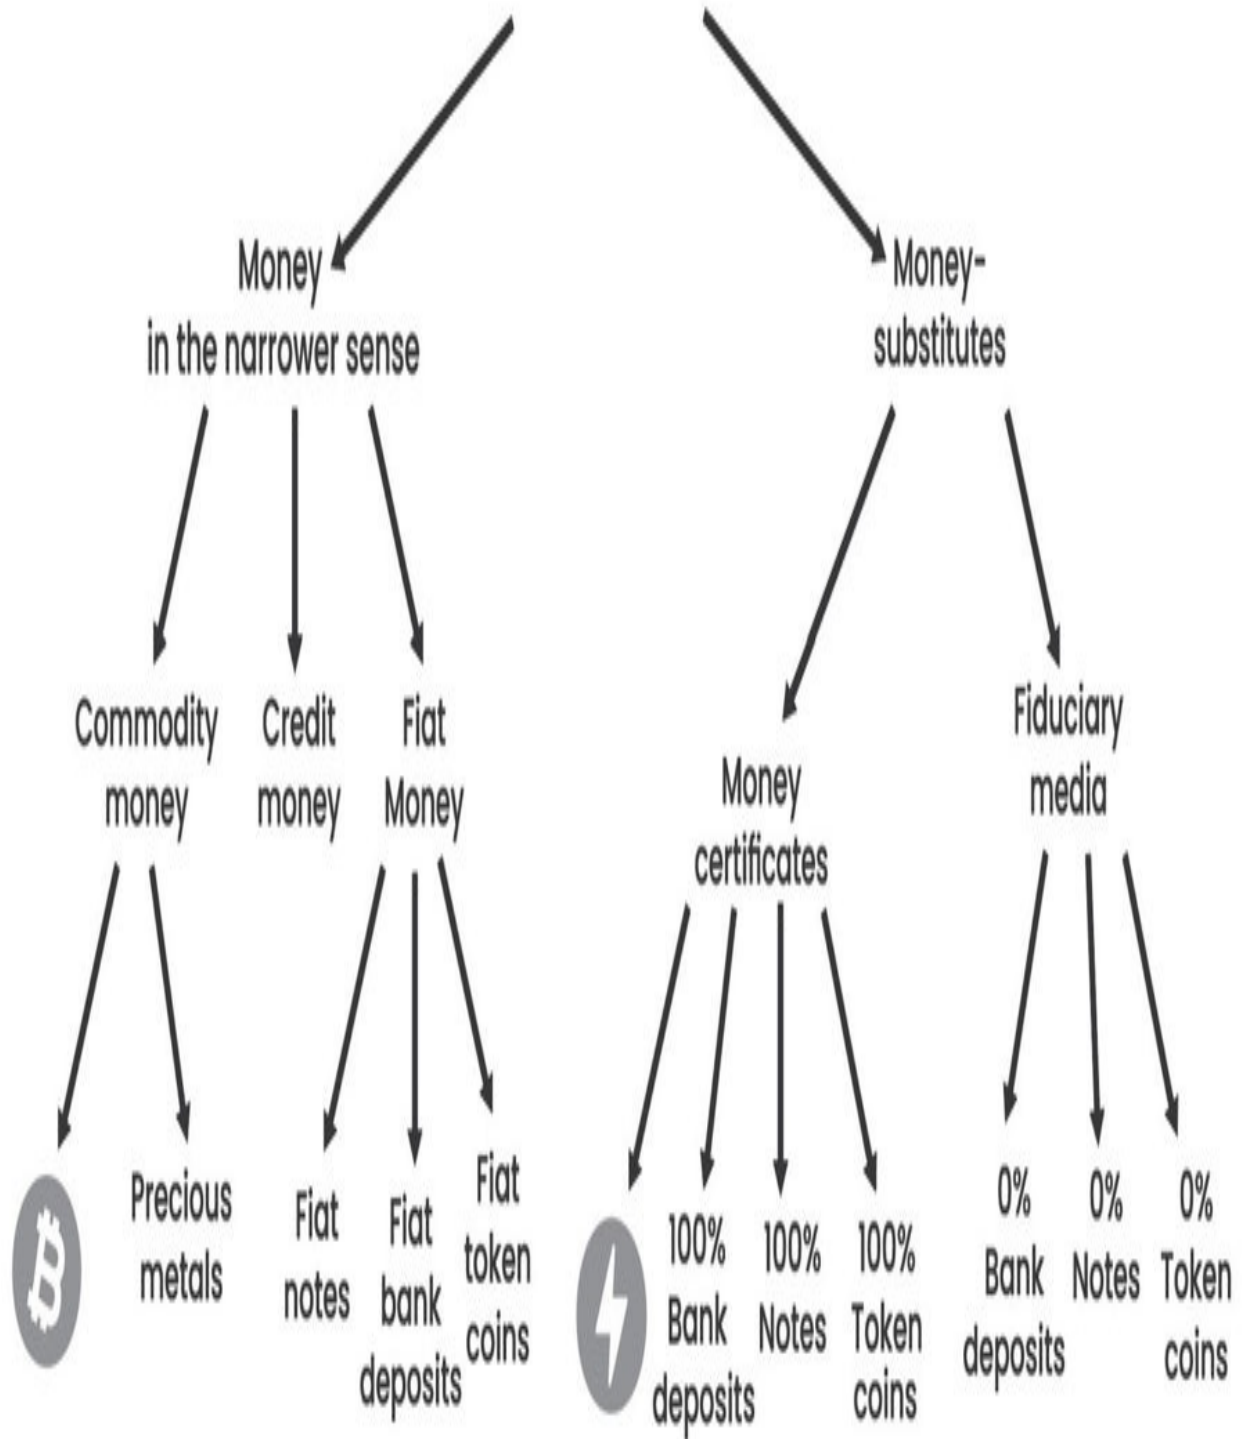 Money
in the narrower sense
Money-
substitutes
Commodity
money
Credit
money
Fiat
Money
Money
certificates
Fiduciary
media
Precious
metals
Fiat
notes
Fiat
bank
deposits
Fiat
token
coins
100%
Bank
deposits
100%
Notes
100%
Token
coins
0%
Bank
deposits
0%
Notes
0%
Token
coins